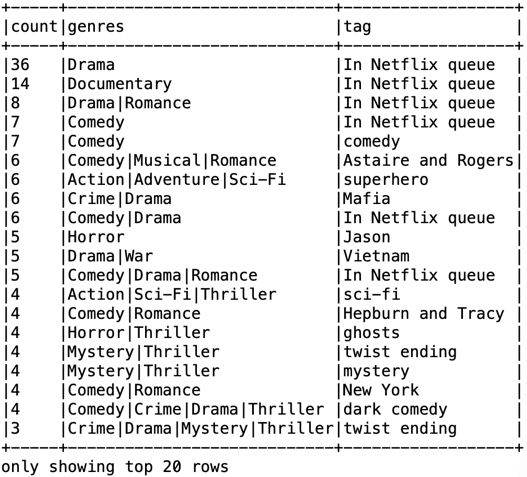 +-----+---------------------------+------------------+
|count|genres                     |tag               |
+-----+---------------------------+------------------+
|36   |Drama                      |In Netflix queue  |
|14   |Documentary                |In Netflix queue  |
|8    |Drama|Romance              |In Netflix queue  |
|7    |Comedy                     |In Netflix queue  |
|7    |Comedy                     |comedy            |
|6    |Comedy|Musical|Romance     |Astaire and Rogers|
|6    |Action|Adventure|Sci-Fi    |superhero         |
|6    |Crime|Drama                |Mafia             |
|6    |Comedy|Drama               |In Netflix queue  |
|5    |Horror                     |Jason             |
|5    |Drama|War                  |Vietnam           |
|5    |Comedy|Drama|Romance       |In Netflix queue  |
|4    |Action|Sci-Fi|Thriller     |sci-fi            |
|4    |Comedy|Romance             |Hepburn and Tracy |
|4    |Horror|Thriller            |ghosts            |
|4    |Mystery|Thriller           |twist ending      |
|4    |Mystery|Thriller           |mystery           |
|4    |Comedy|Romance             |New York          |
|4    |Comedy|Crime|Drama|Thriller|dark comedy       |
|3    |Crime|Drama|Mystery|Thriller|twist ending      |
+-----+---------------------------+------------------+
only showing top 20 rows